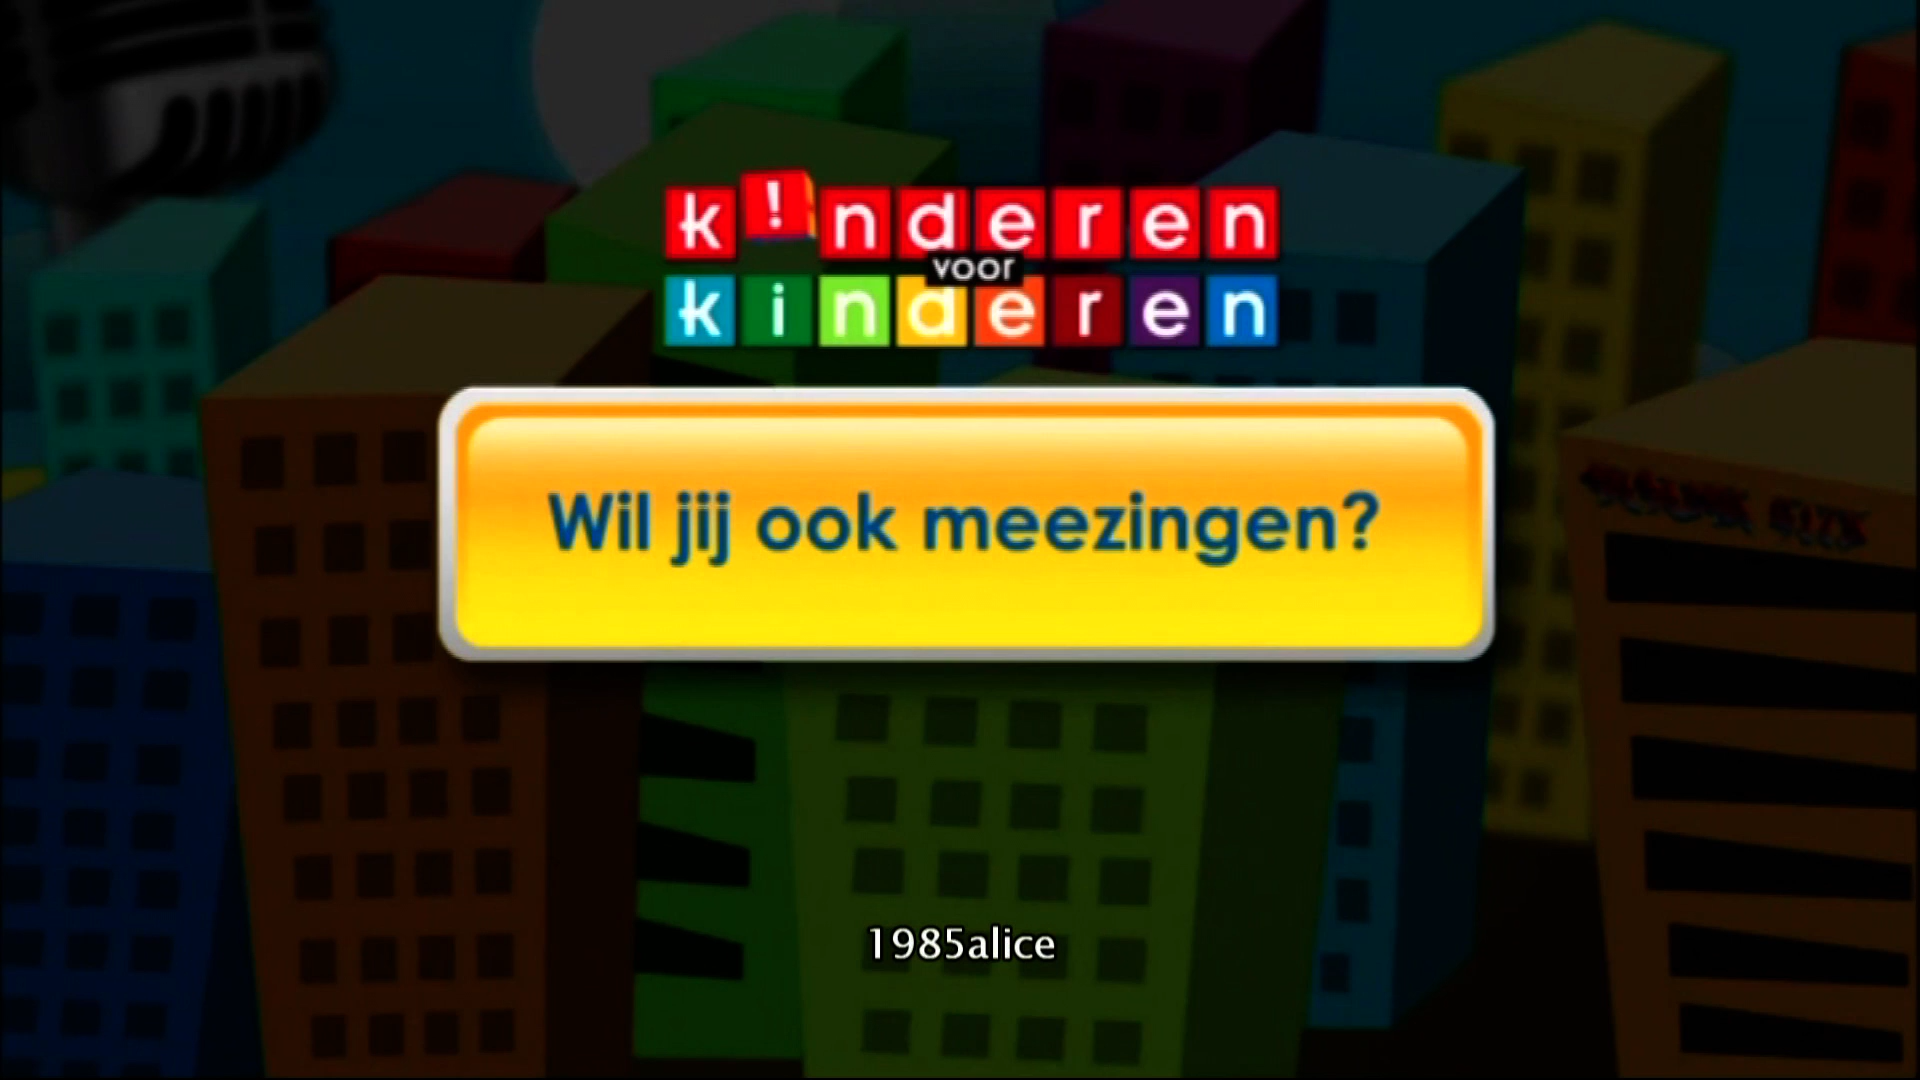 k!nderen
voor
kinderen
Wil jij ook meezingen?
1985alice